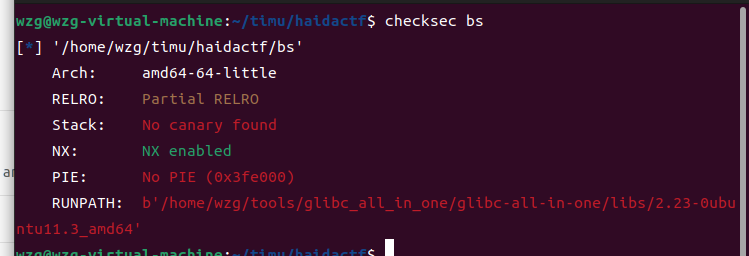 wzg@wzg-virtual-machine:~/timu/haidactf$ checksec bs
[*] '/home/wzg/timu/haidactf/bs'
Arch: amd64-64-little
RELRO: Partial RELRO
Stack: No canary found
NX: NX enabled
PIE: No PIE (0x3fe000)
RUNPATH: b'/home/wzg/tools/glibc_all_in_one/glibc-all-in-one/libs/2.23-0ubu
ntu11.3_amd64'
wzg@wzg-virtual-machine:~/timu/haidactf$